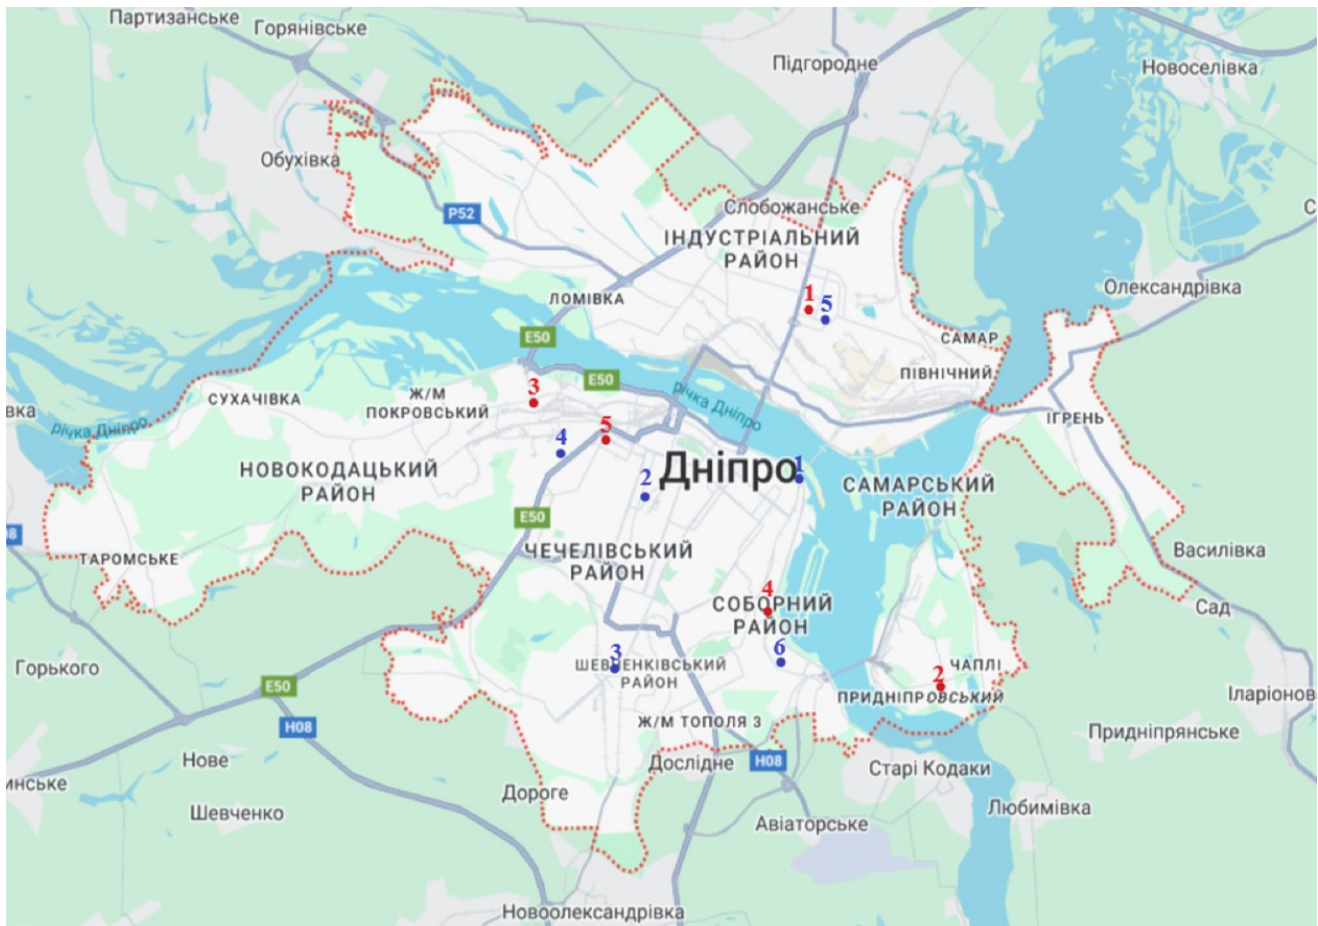 Партизанське
Горянівське
Підгородне
Новоселівка
Обухівка
P52
Слобожанське
С
ІНДУСТРІАЛЬНИЙ
РАЙОН
Олександрівка
ЛОМІВКА
1
5
E50
САМАР
ПІВНІЧНИЙ
E50
Ж/М
ПОКРОВСЬКИЙ
СУХАЧІВКА
3
річка Дніпро
вка
річка Дніпро
ІГРЕНЬ
5
4
НОВОКОДАЦЬКИЙ
РАЙОН
Дніпро
1
2
САМАРСЬКИЙ
РАЙОН
E50
08
ТАРОМСЬКЕ
ЧЕЧЕЛІВСЬКИЙ
РАЙОН
Василівка
4
СОБОРНИЙ
РАЙОН
Сад
6
3
ШЕВЧЕНКІВСЬКИЙ
РАЙОН
ЧАПЛІ
2
Горького
E50
ПРИДНІПРОВСЬКИЙ
Іларіонов
H08
Ж/М ТОПОЛЯ 3
Придніпрянське
Нове
Дослідне
H08
Старі Кодаки
инське
Дороге
Любимівка
Шевченко
Авіаторське
Новоолександрівка